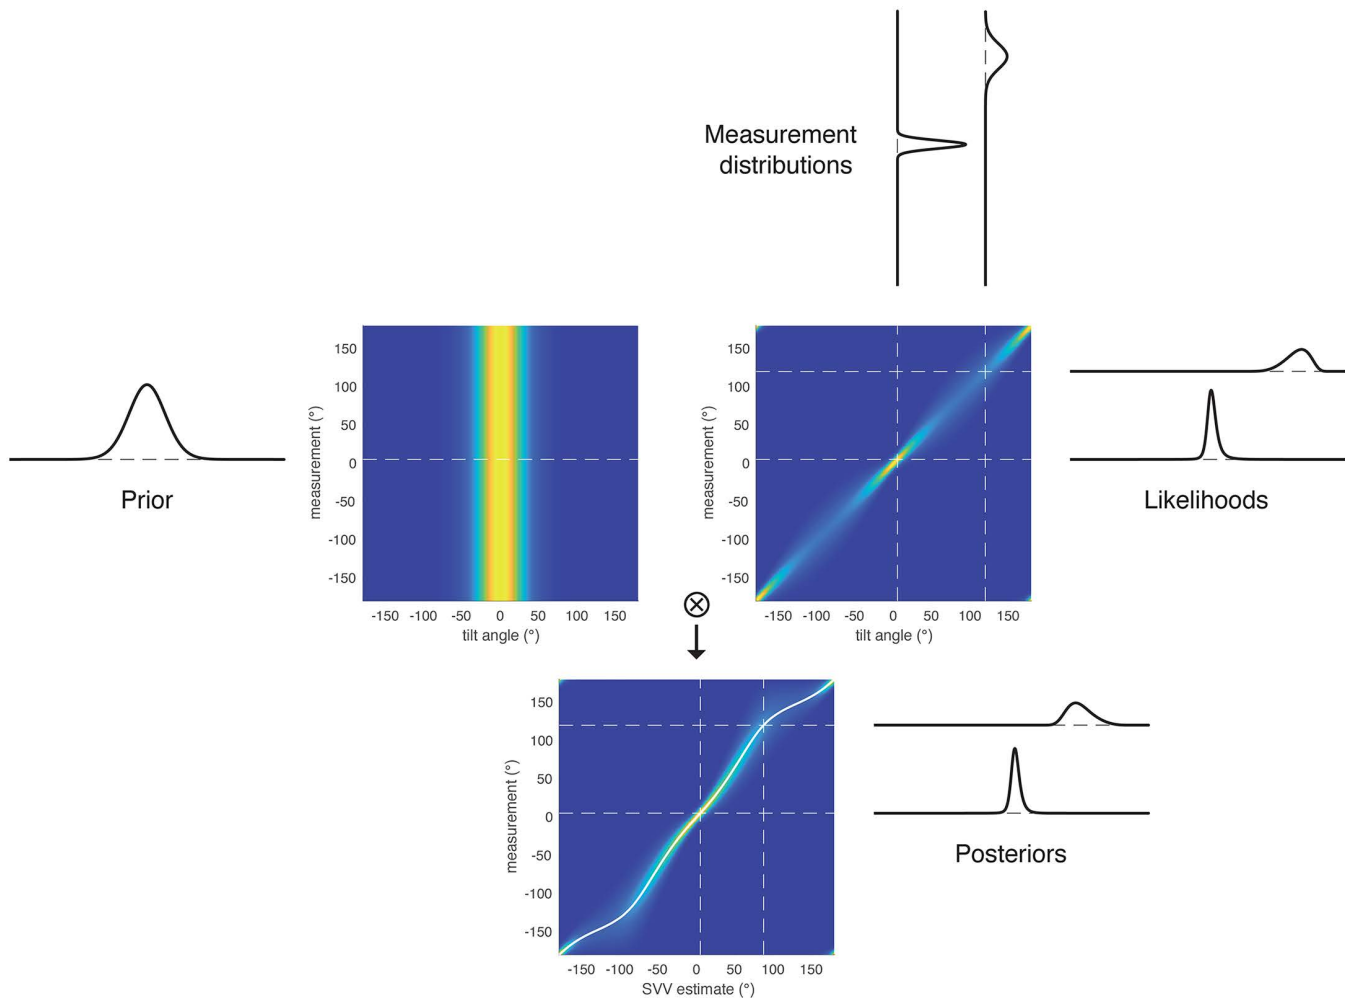 Measurement
distributions
150
100
50
0
-50
-100
-150
measurement (°)
-150 -100 -50 0 50 100 150
tilt angle (°)
Prior
150
100
50
0
-50
-100
-150
measurement (°)
-150 -100 -50 0 50 100 150
tilt angle (°)
Likelihoods
150
100
50
0
-50
-100
-150
measurement (°)
-150 -100 -50 0 50 100 150
SVV estimate (°)
Posteriors